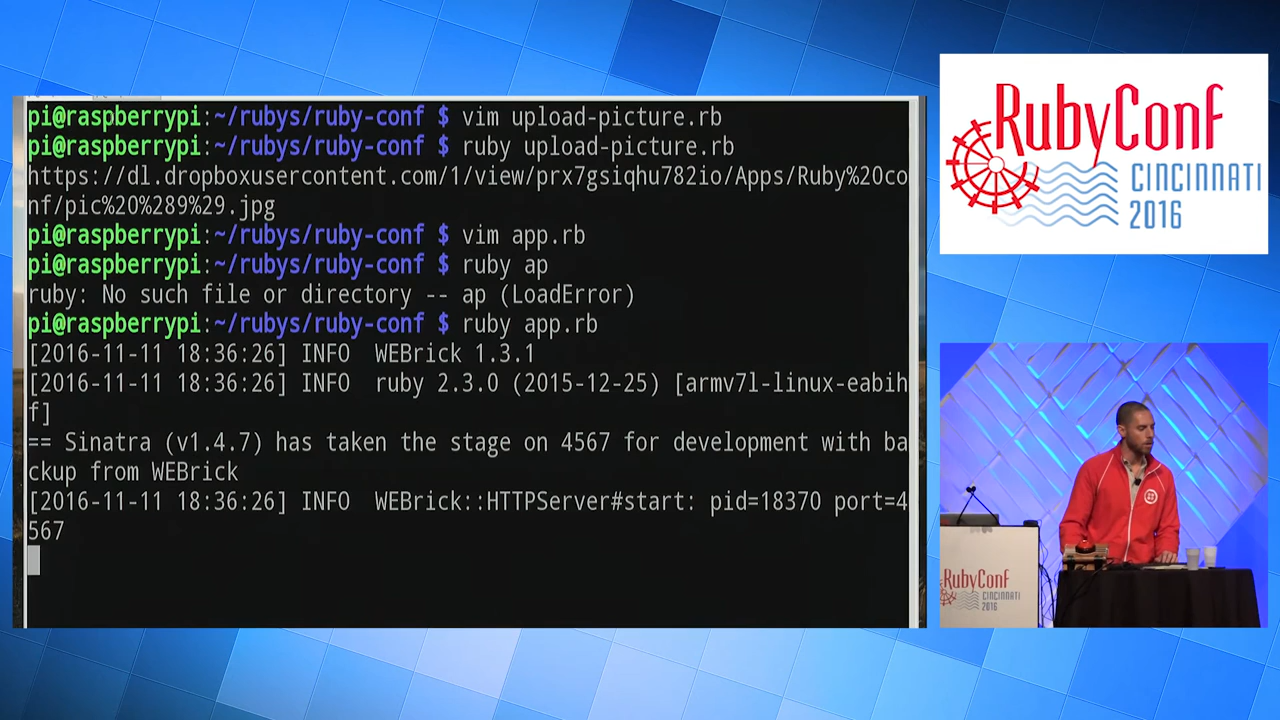 pi@raspberrypi:~/rubys/ruby-conf $ vim upload-picture.rb
pi@raspberrypi:~/rubys/ruby-conf $ ruby upload-picture.rb
https://dl.dropboxusercontent.com/1/view/prx7gsiqhu782io/Apps/Ruby%20co
nf/pic%20%289%29.jpg
pi@raspberrypi:~/rubys/ruby-conf $ vim app.rb
pi@raspberrypi:~/rubys/ruby-conf $ ruby ap
ruby: No such file or directory -- ap (LoadError)
pi@raspberrypi:~/rubys/ruby-conf $ ruby app.rb
[2016-11-11 18:36:26] INFO  WEBrick 1.3.1
[2016-11-11 18:36:26] INFO  ruby 2.3.0 (2015-12-25) [armv7l-linux-eabih
f]
== Sinatra (v1.4.7) has taken the stage on 4567 for development with ba
ckup from WEBrick
[2016-11-11 18:36:26] INFO  WEBrick::HTTPServer#start: pid=18370 port=4
567
RubyConf
CINCINNATI
2016
RubyConf
CINCINNATI
2016